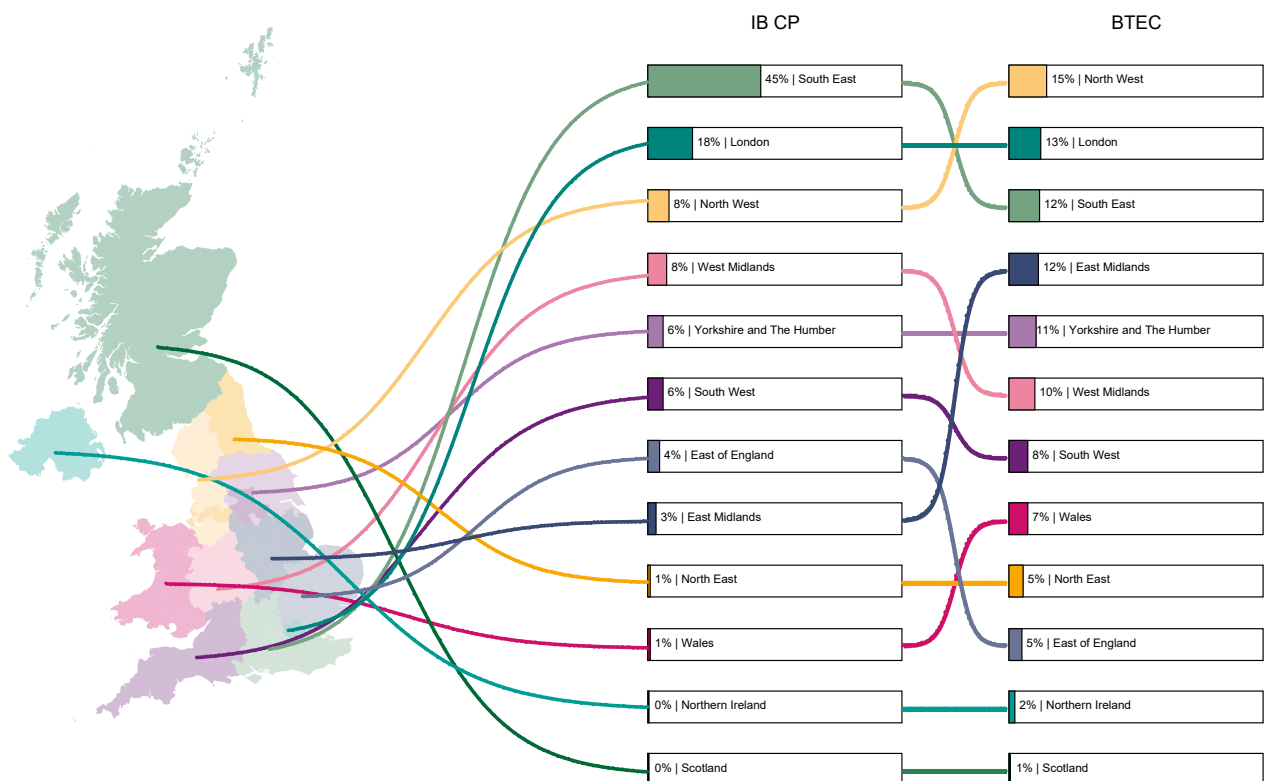 IB CP
BTEC
45% | South East
15% | North West
18% | London
13% | London
8% | North West
12% | South East
8% | West Midlands
12% | East Midlands
6% | Yorkshire and The Humber
11% | Yorkshire and The Humber
6% | South West
10% | West Midlands
4% | East of England
8% | South West
3% | East Midlands
7% | Wales
1% | North East
5% | North East
1% | Wales
5% | East of England
0% | Northern Ireland
2% | Northern Ireland
0% | Scotland
1% | Scotland